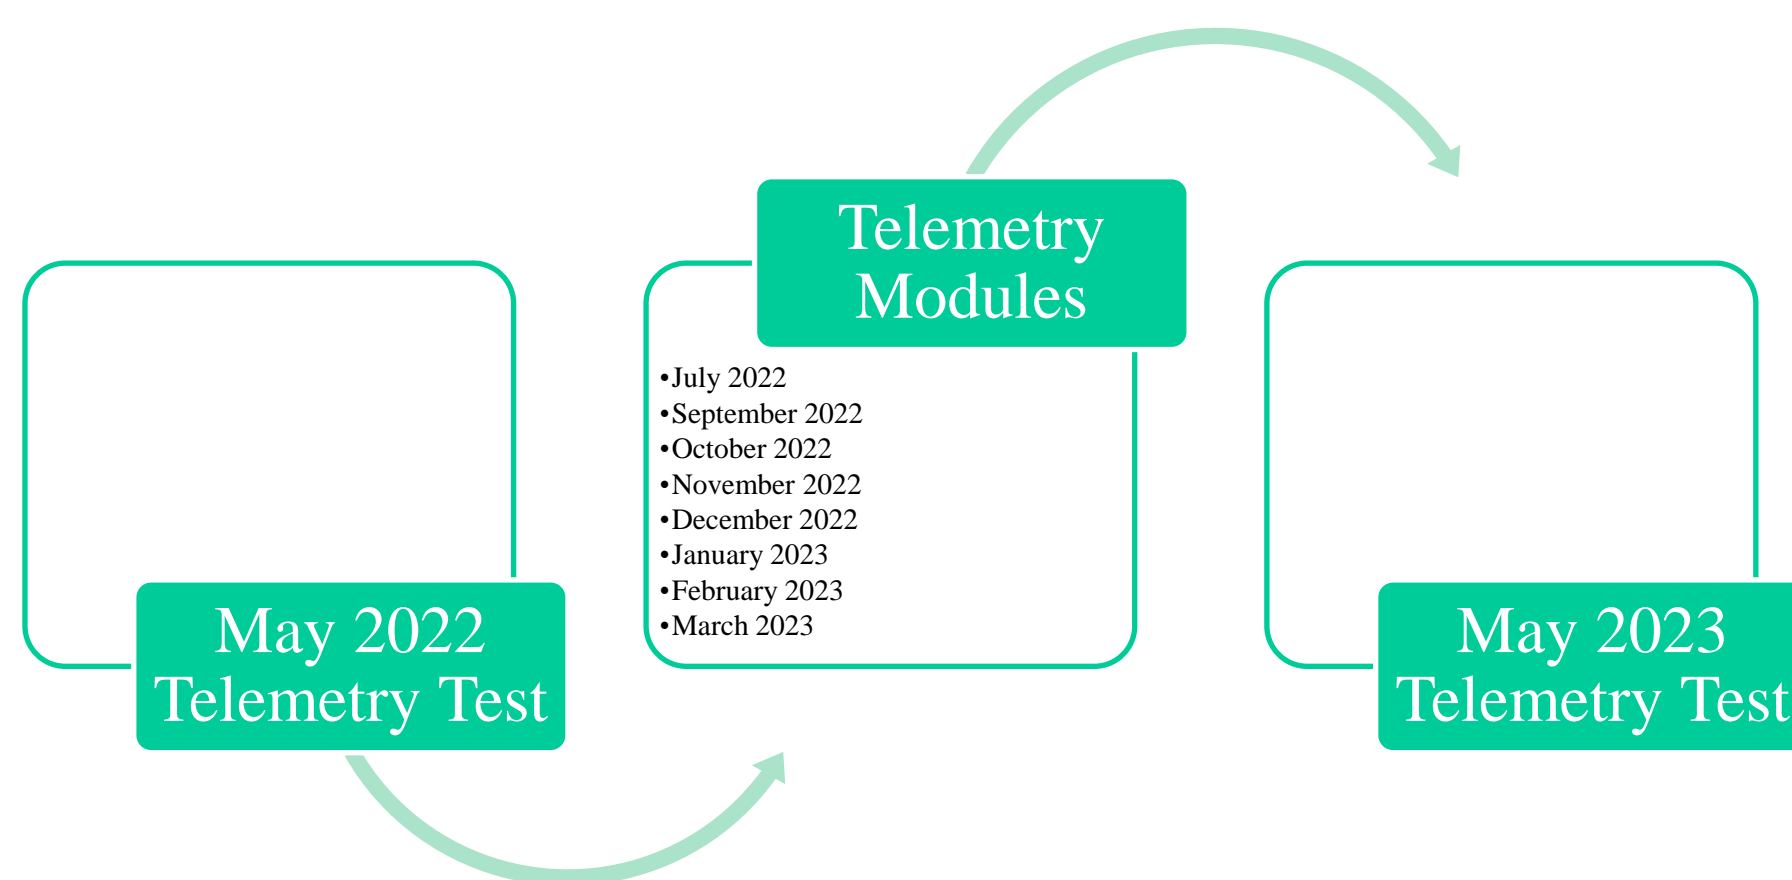 May 2022
Telemetry Test
Telemetry
Modules
•July 2022
•September 2022
•October 2022
•November 2022
•December 2022
•January 2023
•February 2023
•March 2023
May 2023
Telemetry Test